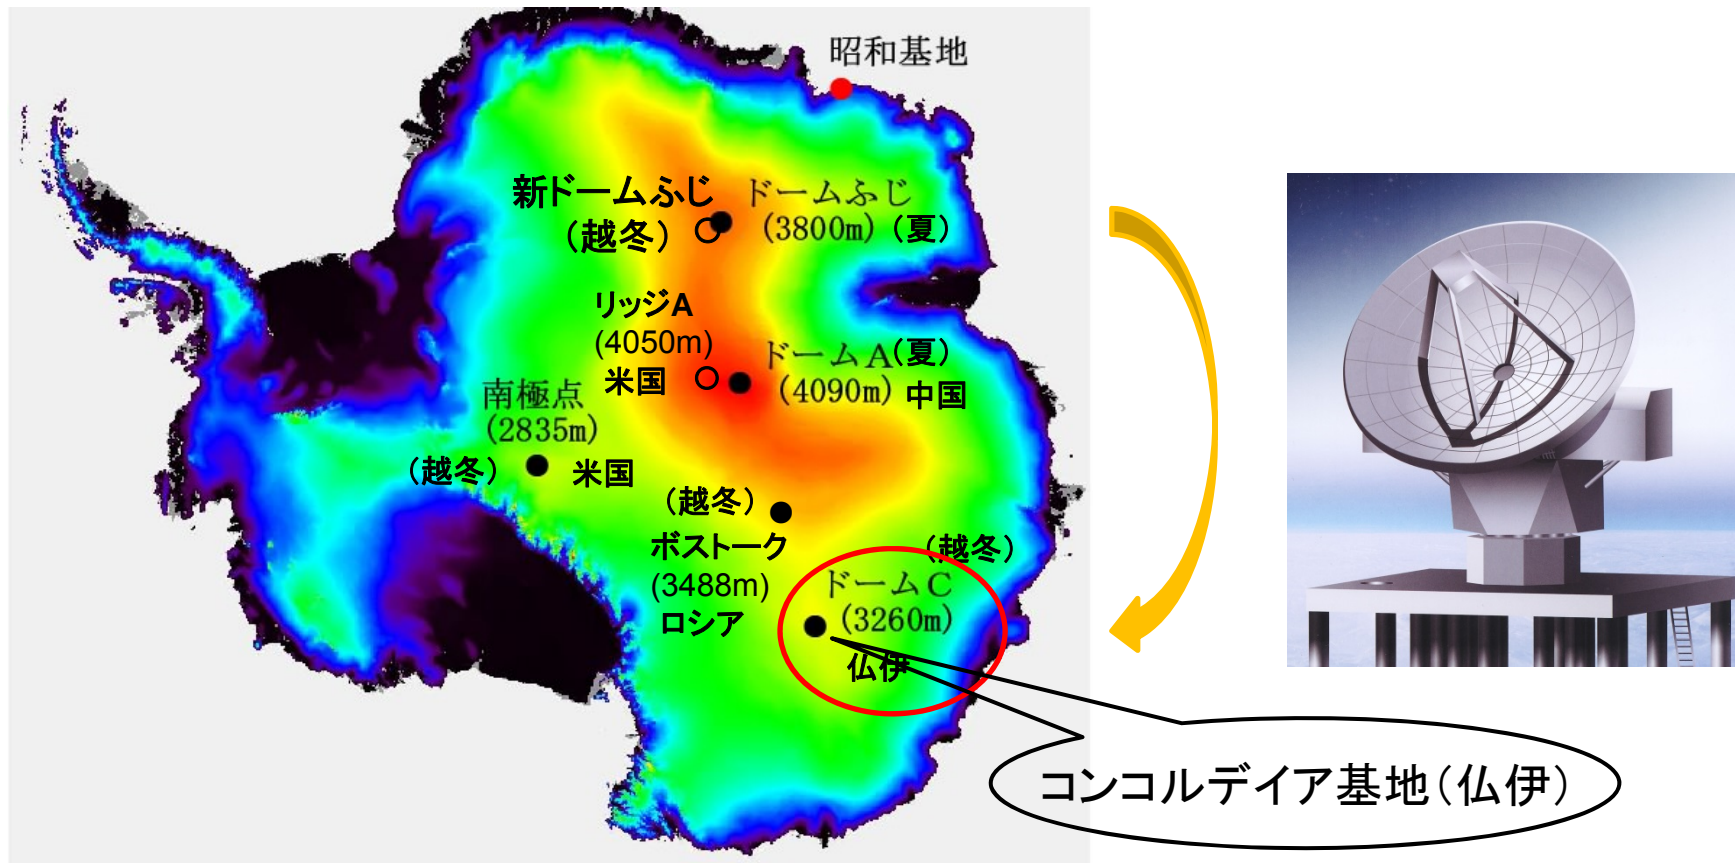 昭和基地
新ドームふじ
（越冬）
ドームふじ
(3800m)（夏）
リッジA
(4050m)
米国
ドームA（夏）
(4090m) 中国
南極点
(2835m)
（越冬） 米国
（越冬）
ボストーク
(3488m)
ロシア
（越冬）
ドームC
(3260m)
仏伊
コンコルデイア基地（仏伊）